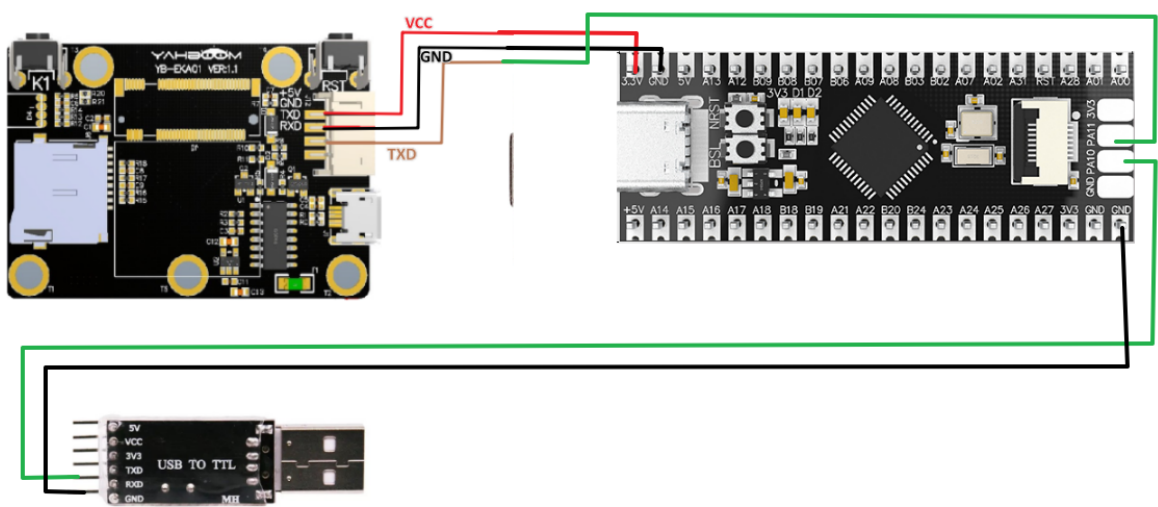 VCC
GND
TXD
YAHBOOM
YB-EKA01 VER:1.1
K1
RST
+5V
GND
TXD
RXD
3.3V GND 5V A13 A12 B09 B08 B07 B06 A09 A08 B03 B02 A07 A02 A31 RST A28 A01 A00
3V3 D1 D2
NRST
BSL
3V3
PA11
PA10
GND
+5V A14 A15 A16 A17 A18 B18 B19 A21 A22 B20 B24 A23 A24 A25 A26 A27 3V3 GND GND
5V
VCC
3V3
TXD
RXD
GND
USB TO TTL
MH